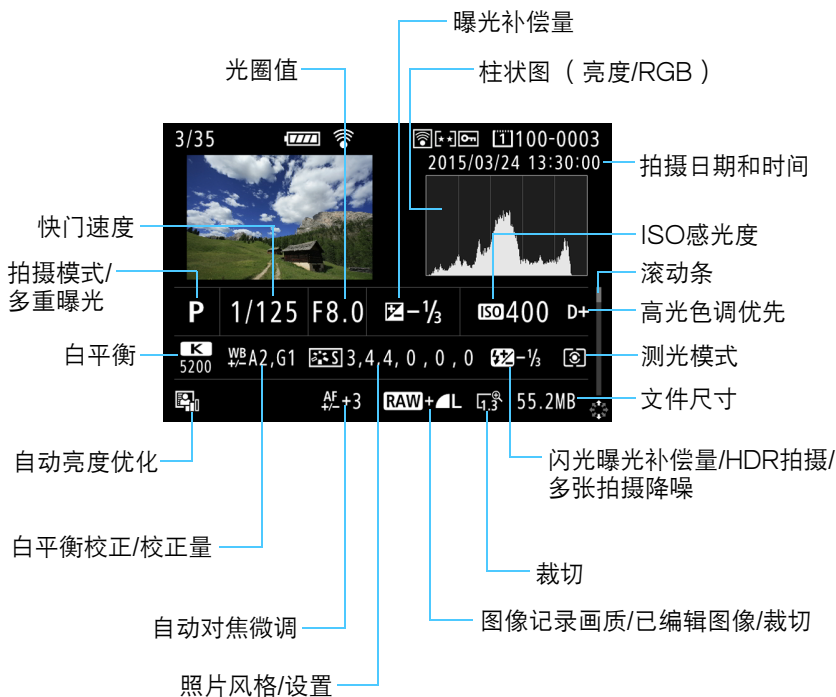 曝光补偿量
光圈值
柱状图（亮度/RGB）
3/35
1 100-0003
2015/03/24 13:30:00
拍摄日期和时间
快门速度
ISO感光度
滚动条
拍摄模式/
多重曝光
P 1/125 F8.0 -1/3 ISO 400 D+
高光色调优先
白平衡
K 5200 WB+/- A2,G1 S 3,4,4,0,0,0 -1/3
测光模式
AF+/- +3 RAW+L 1.3 55.2MB
文件尺寸
自动亮度优化
闪光曝光补偿量/HDR拍摄/
多张拍摄降噪
白平衡校正/校正量
裁切
自动对焦微调
图像记录画质/已编辑图像/裁切
照片风格/设置